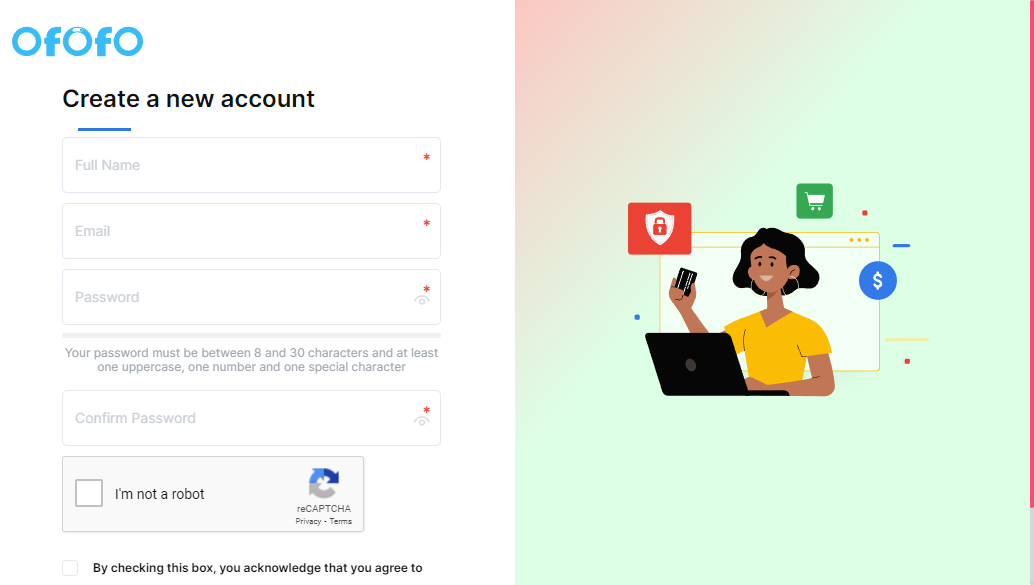 Ofofo
Create a new account
Full Name *
Email *
Password *
Your password must be between 8 and 30 characters and at least
one uppercase, one number and one special character
Confirm Password *
I'm not a robot
reCAPTCHA
Privacy - Terms
By checking this box, you acknowledge that you agree to
$